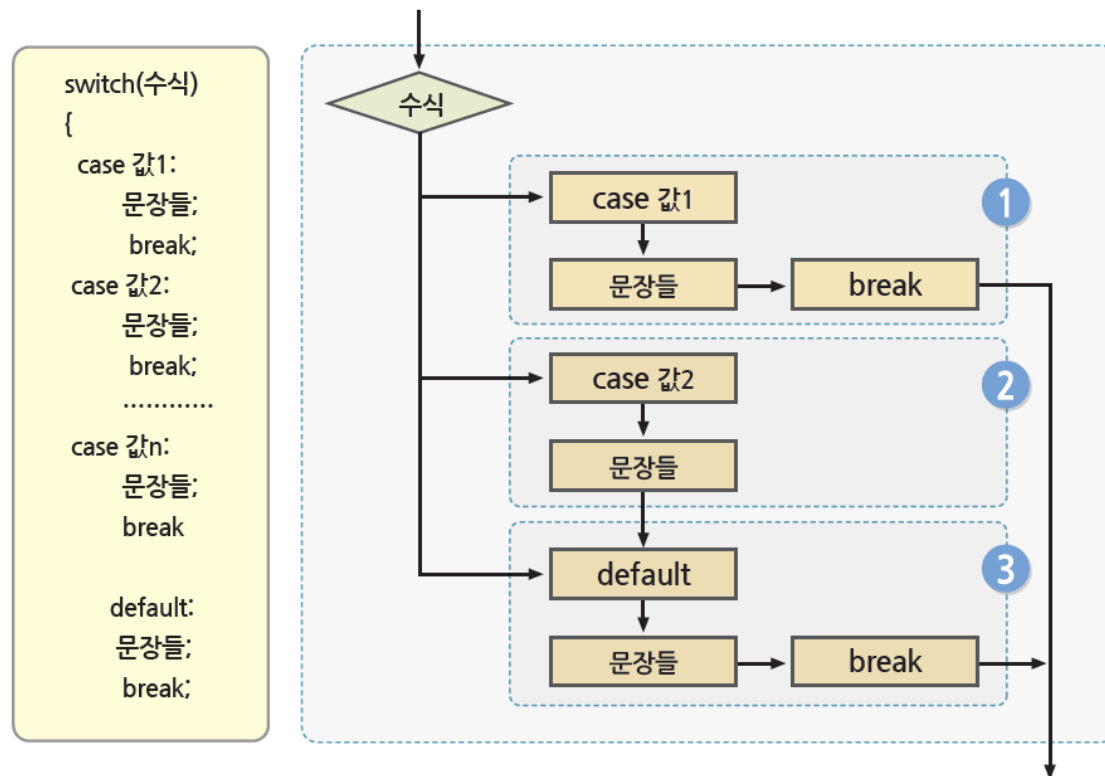 switch(수식)
{
case 값1:
문장들;
break;
case 값2:
문장들;
break;
............
case 값n:
문장들;
break
default:
문장들;
break;
수식
case 값1
1
문장들
break
case 값2
2
문장들
default
3
문장들
break